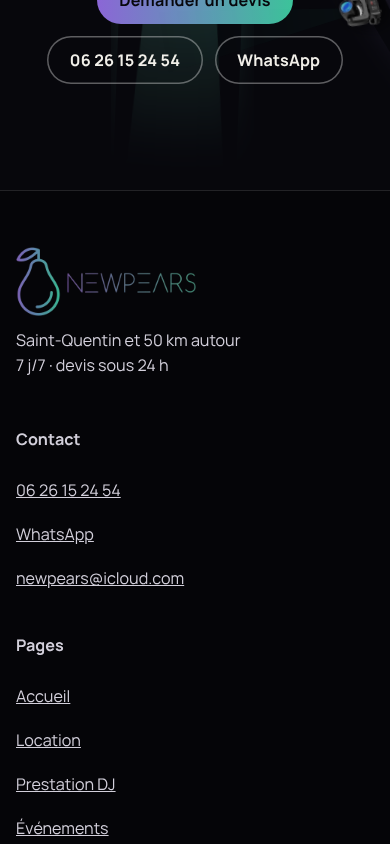 Demander un devis
06 26 15 24 54
WhatsApp
NEWPEARS
Saint-Quentin et 50 km autour
7 j/7 · devis sous 24 h
Contact
06 26 15 24 54
WhatsApp
newpears@icloud.com
Pages
Accueil
Location
Prestation DJ
Événements